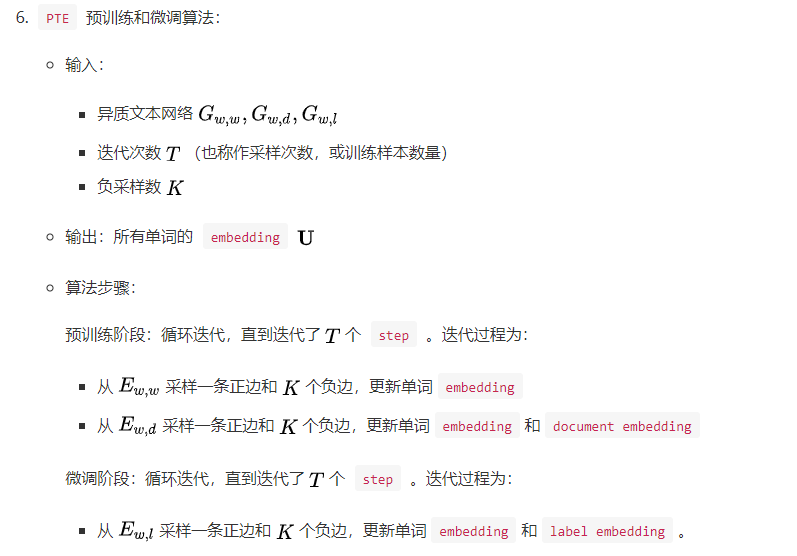 6. PTE 预训练和微调算法：
输入：
异质文本网络 G_{w,w}, G_{w,d}, G_{w,l}
迭代次数 T （也称作采样次数，或训练样本数量）
负采样数 K
输出：所有单词的 embedding U
算法步骤：
预训练阶段：循环迭代，直到迭代了 T 个 step 。迭代过程为：
从 E_{w,w} 采样一条正边和 K 个负边，更新单词 embedding
从 E_{w,d} 采样一条正边和 K 个负边，更新单词 embedding 和 document embedding
微调阶段：循环迭代，直到迭代了 T 个 step 。迭代过程为：
从 E_{w,l} 采样一条正边和 K 个负边，更新单词 embedding 和 label embedding 。